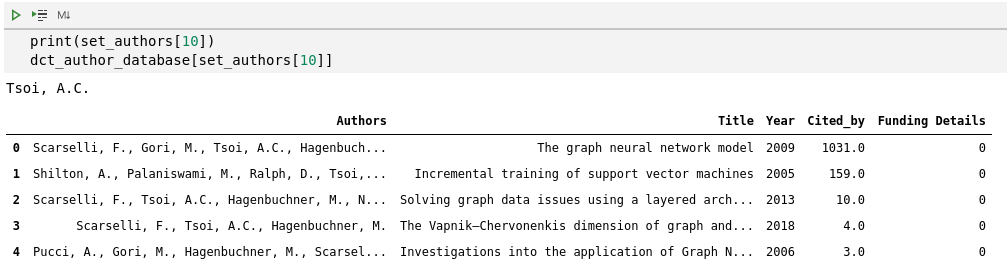 M↓
print(set_authors[10])
dct_author_database[set_authors[10]]
Tsoi, A.C.
Authors Title Year Cited_by Funding Details
0 Scarselli, F., Gori, M., Tsoi, A.C., Hagenbuch... The graph neural network model 2009 1031.0 0
1 Shilton, A., Palaniswami, M., Ralph, D., Tsoi,... Incremental training of support vector machines 2005 159.0 0
2 Scarselli, F., Tsoi, A.C., Hagenbuchner, M., N... Solving graph data issues using a layered arch... 2013 10.0 0
3 Scarselli, F., Tsoi, A.C., Hagenbuchner, M. The Vapnik–Chervonenkis dimension of graph and... 2018 4.0 0
4 Pucci, A., Gori, M., Hagenbuchner, M., Scarsel... Investigations into the application of Graph N... 2006 3.0 0